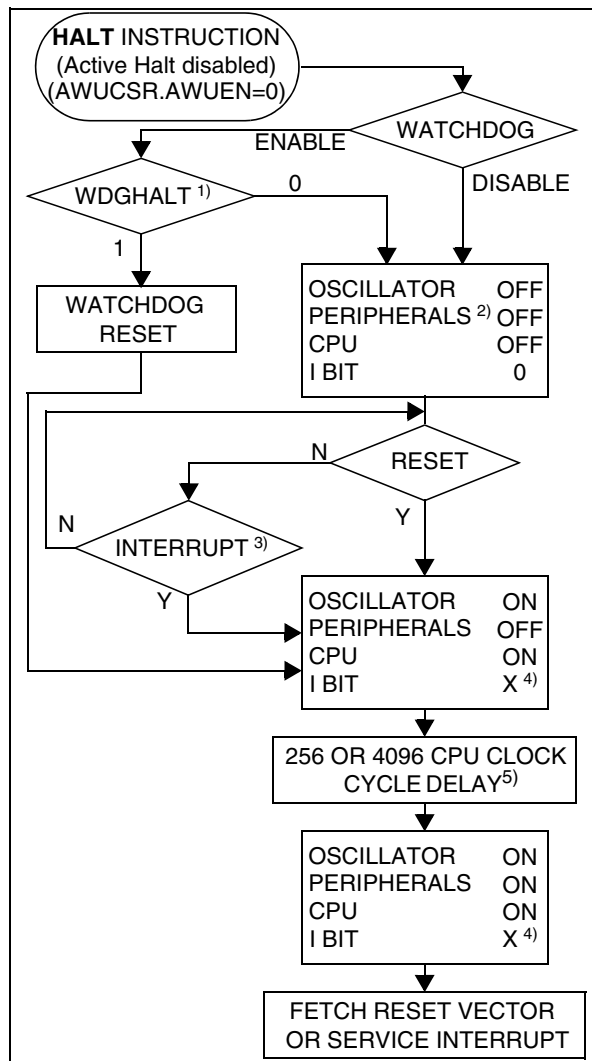 HALT INSTRUCTION
(Active Halt disabled)
(AWUCSR.AWUEN=0)
WATCHDOG
ENABLE
DISABLE
WDGHALT 1)
0
1
WATCHDOG
RESET
OSCILLATOR OFF
PERIPHERALS 2) OFF
CPU OFF
I BIT 0
RESET
N
Y
INTERRUPT 3)
N
Y
OSCILLATOR ON
PERIPHERALS OFF
CPU ON
I BIT X 4)
256 OR 4096 CPU CLOCK
CYCLE DELAY5)
OSCILLATOR ON
PERIPHERALS ON
CPU ON
I BIT X 4)
FETCH RESET VECTOR
OR SERVICE INTERRUPT